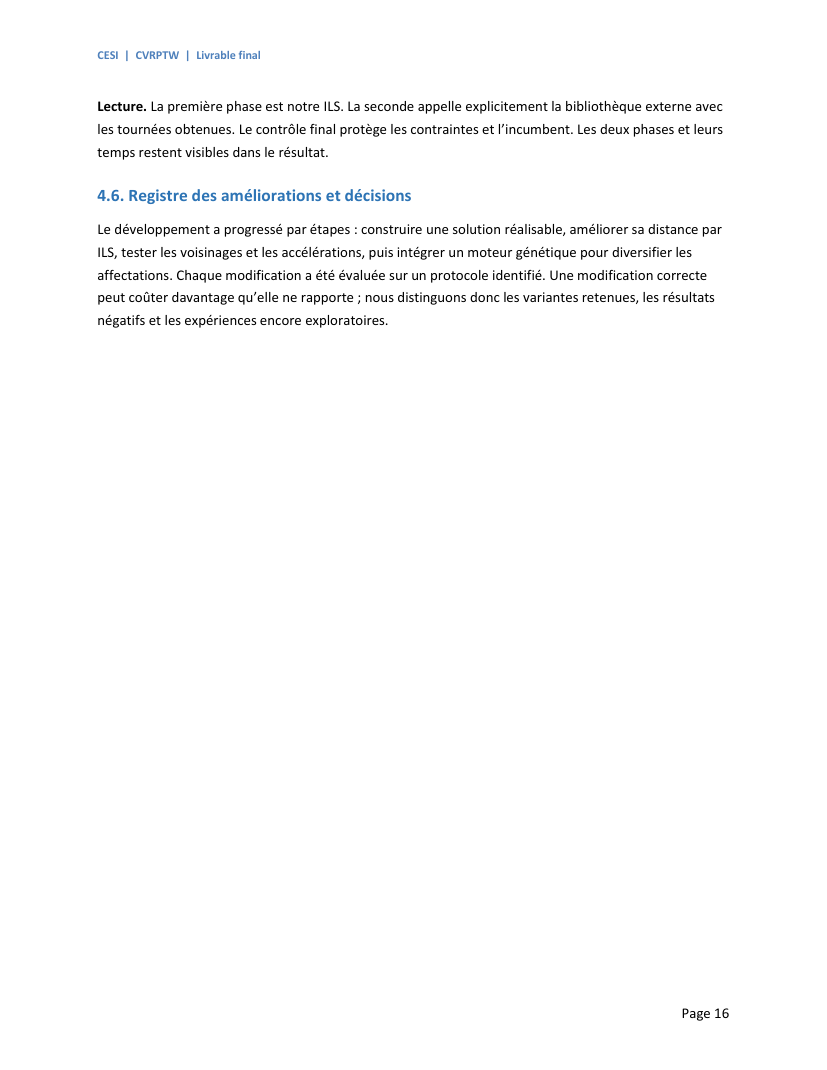 CESI | CVRPTW | Livrable final
Lecture. La première phase est notre ILS. La seconde appelle explicitement la bibliothèque externe avec
les tournées obtenues. Le contrôle final protège les contraintes et l’incumbent. Les deux phases et leurs
temps restent visibles dans le résultat.
4.6. Registre des améliorations et décisions
Le développement a progressé par étapes : construire une solution réalisable, améliorer sa distance par
ILS, tester les voisinages et les accélérations, puis intégrer un moteur génétique pour diversifier les
affectations. Chaque modification a été évaluée sur un protocole identifié. Une modification correcte
peut coûter davantage qu’elle ne rapporte ; nous distinguons donc les variantes retenues, les résultats
négatifs et les expériences encore exploratoires.
Page 16